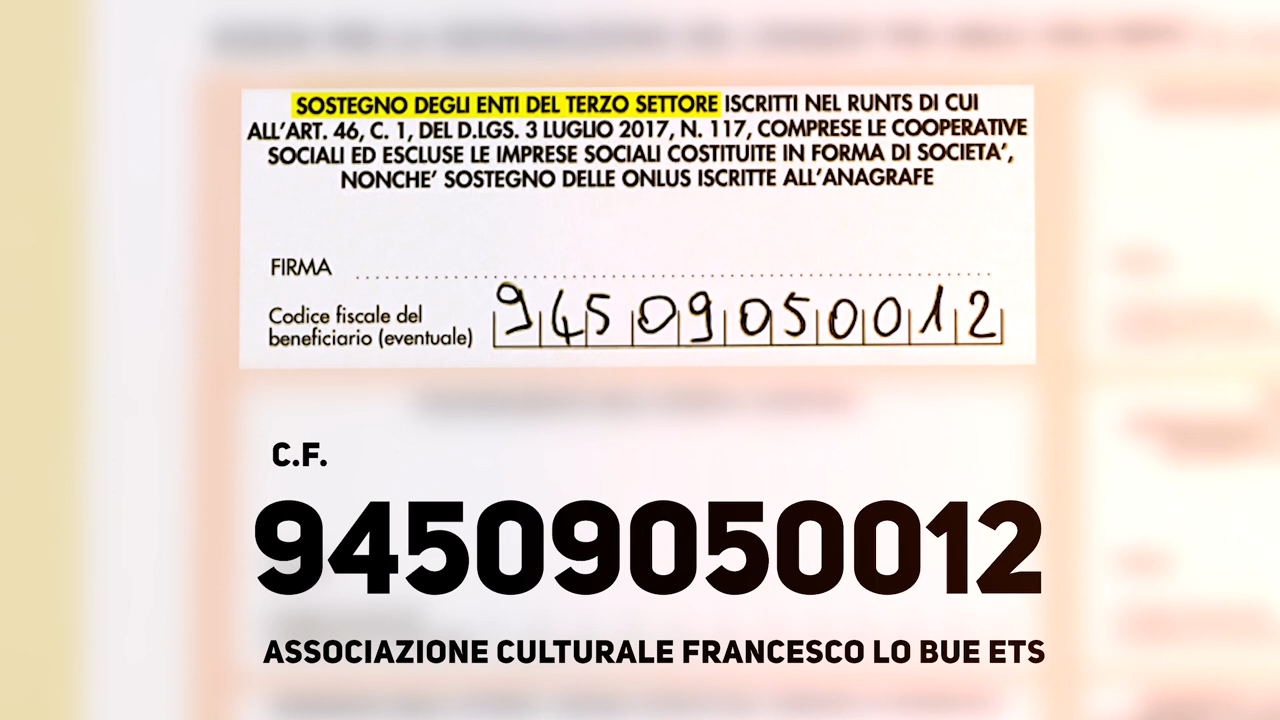 SOSTEGNO DEGLI ENTI DEL TERZO SETTORE ISCRITTI NEL RUNTS DI CUI
ALL'ART. 46, C. 1, DEL D.LGS. 3 LUGLIO 2017, N. 117, COMPRESE LE COOPERATIVE
SOCIALI ED ESCLUSE LE IMPRESE SOCIALI COSTITUITE IN FORMA DI SOCIETA',
NONCHE' SOSTEGNO DELLE ONLUS ISCRITTE ALL'ANAGRAFE
FIRMA
Codice fiscale del
beneficiario (eventuale) 94509050012
C.F.
94509050012
ASSOCIAZIONE CULTURALE FRANCESCO LO BUE ETS